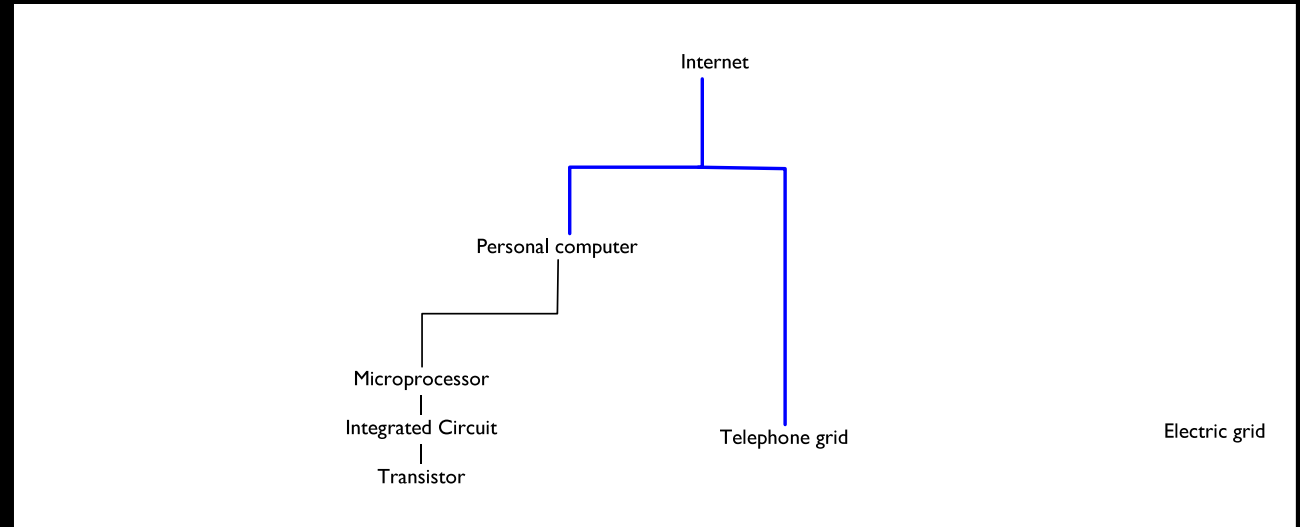 Internet
Personal computer
Microprocessor
Integrated Circuit
Telephone grid
Electric grid
Transistor